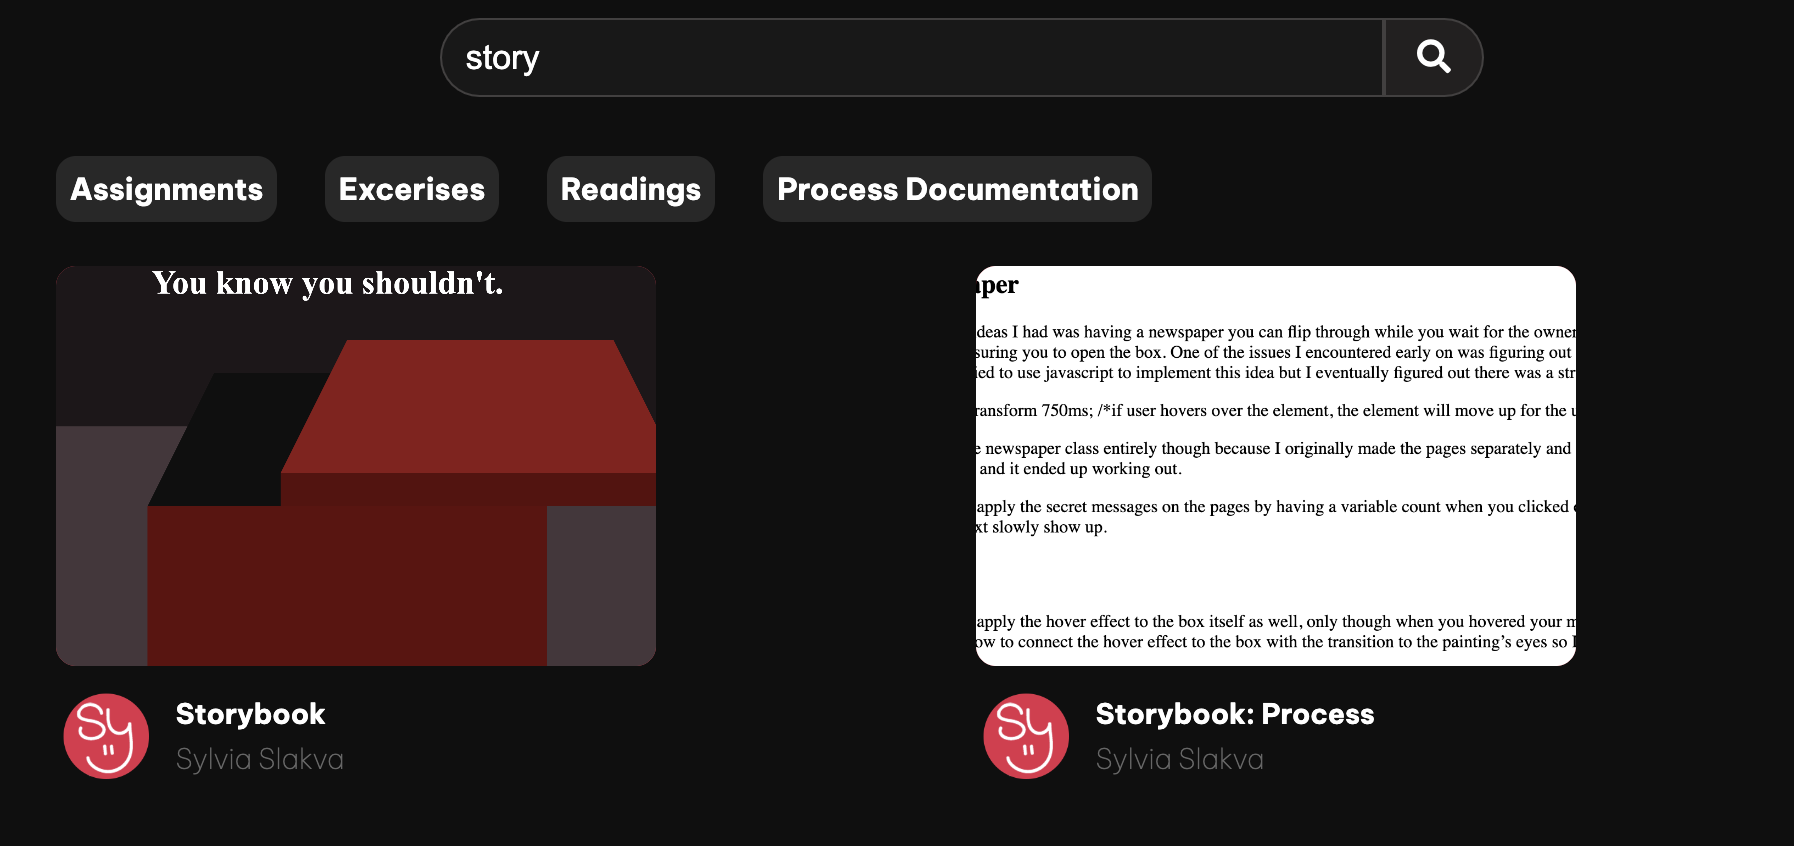 story
Assignments
Excerises
Readings
Process Documentation
You know you shouldn't.
deas I had was having a newspaper you can flip through while you wait for the owner
you to open the box. One of the issues I encountered early on was figuring out
to use javascript to implement this idea but I eventually figured out there was a
750ms; /*if user hovers over the element, the element will move up for the
newspaper class entirely though because I originally made the pages separately and
and it ended up working out.
apply the secret messages on the pages by having a variable count when you clicked
slowly show up.
apply the hover effect to the box itself as well, only though when you hovered your
to connect the hover effect to the box with the transition to the painting’s eyes so
Sy
Storybook
Sylvia Slakva
Sy
Storybook: Process
Sylvia Slakva